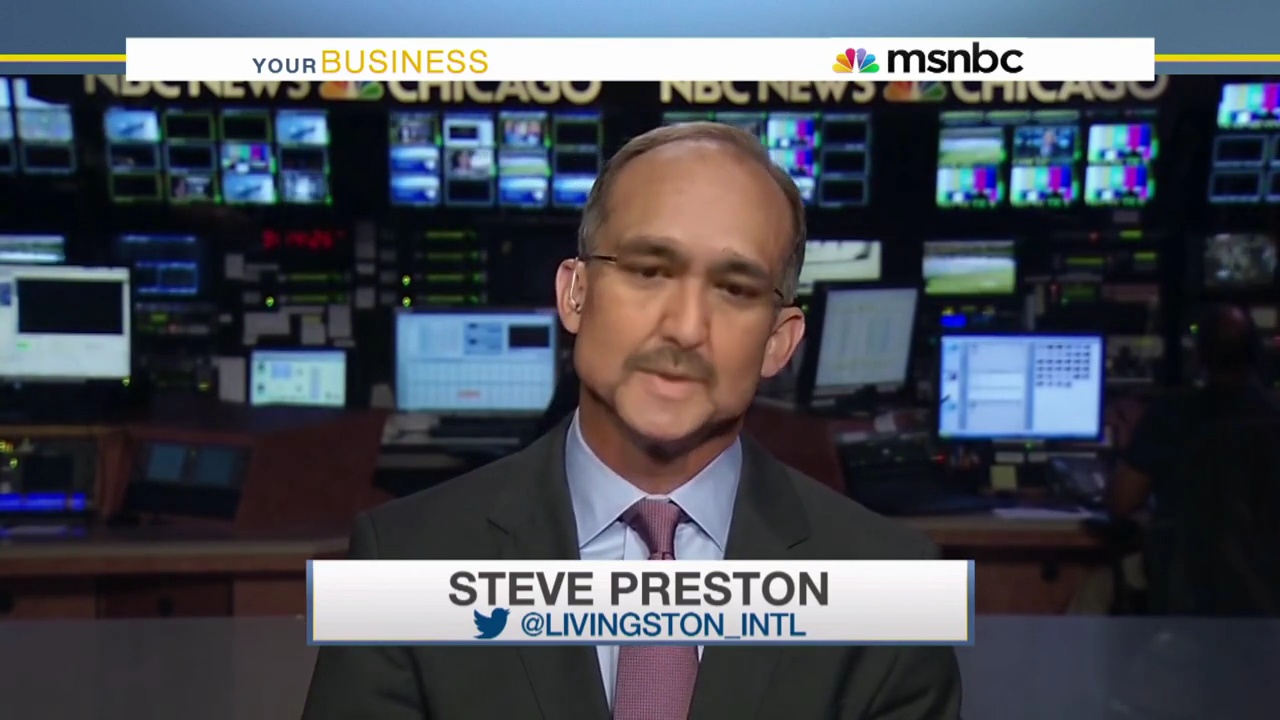 YOUR BUSINESS
msnbc
NBC NEWS CHICAGO NBC NEWS CHICAGO
STEVE PRESTON
@LIVINGSTON_INTL